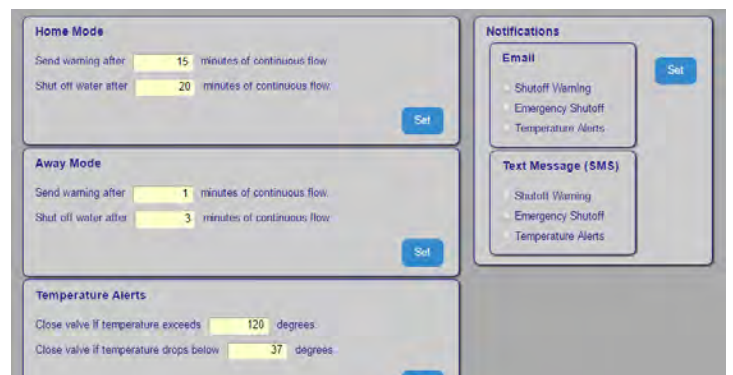 Home Mode
Send warning after 15 minutes of continuous flow
Shut off water after 20 minutes of continuous flow
Set
Away Mode
Send warning after 1 minutes of continuous flow.
Shut off water after 3 minutes of continuous flow
Set
Temperature Alerts
Close valve if temperature exceeds 120 degrees.
Close valve if temperature drops below 37 degrees
Notifications
Email
Set
Shutoff Warning
Emergency Shutoff
Temperature Alerts
Text Message (SMS)
Shutoff Warning
Emergency Shutoff
Temperature Alerts